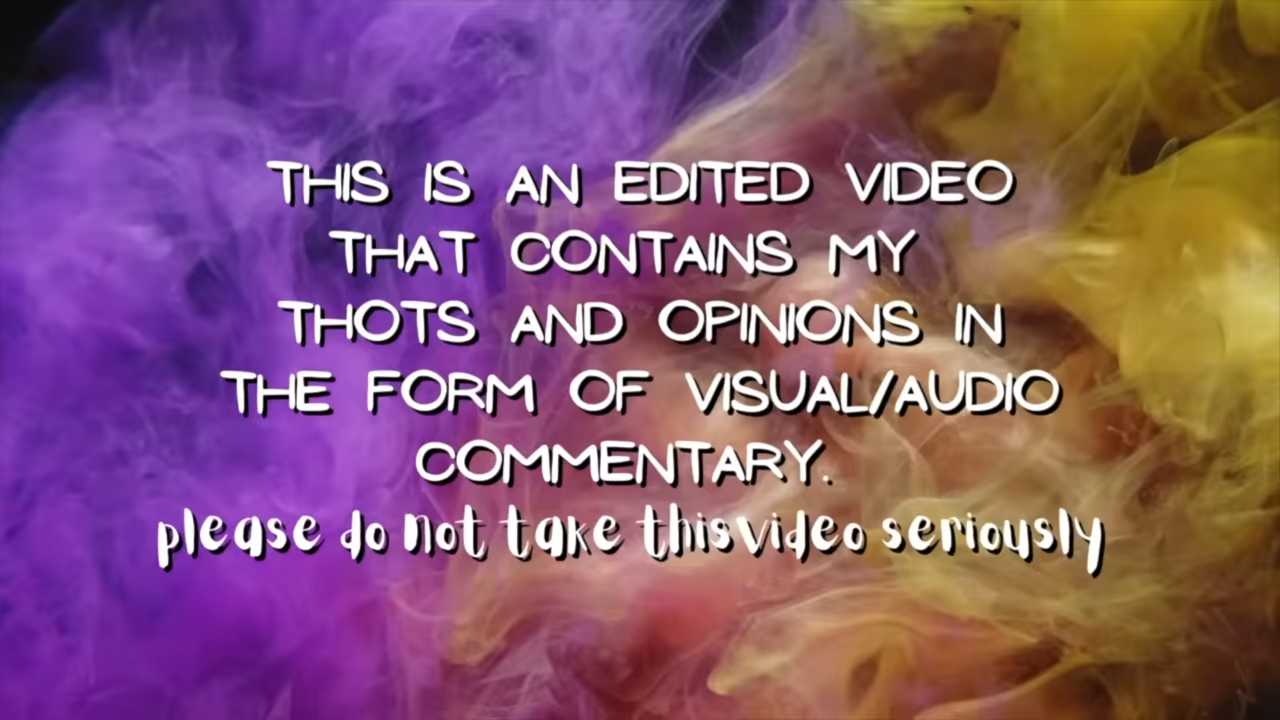 THIS IS AN EDITED VIDEO
THAT CONTAINS MY
THOTS AND OPINIONS IN
THE FORM OF VISUAL/AUDIO
COMMENTARY.
please do not take this video seriously